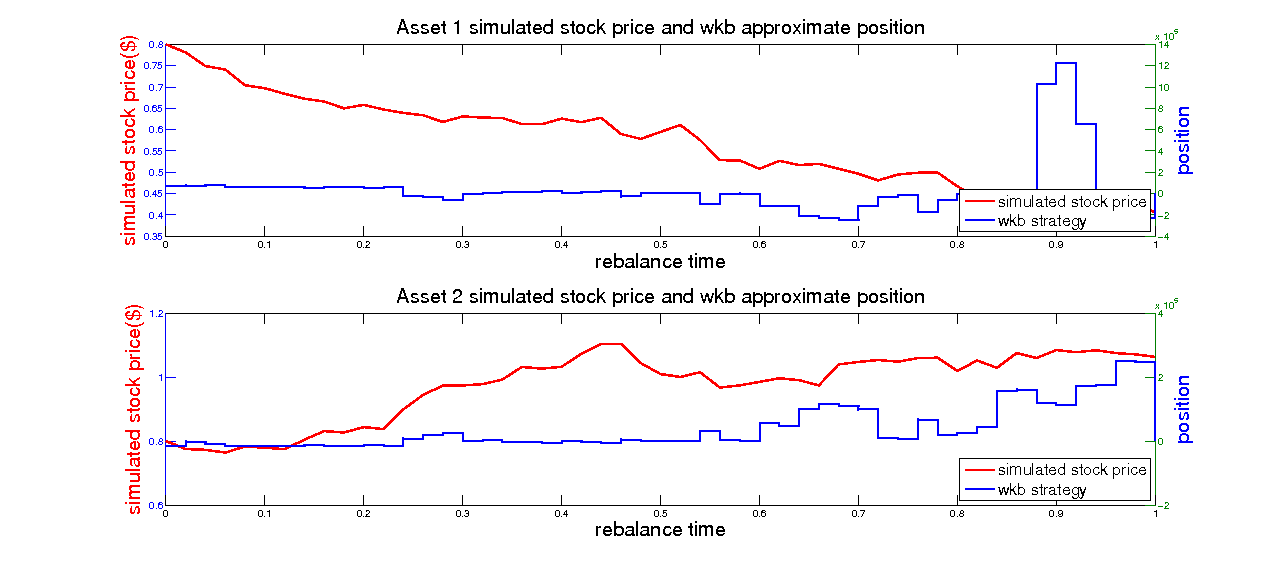 Asset 1 simulated stock price and wkb approximate position
x 10^5
simulated stock price($)
0.8
0.75
0.7
0.65
0.6
0.55
0.5
0.45
0.4
0.35
14
12
10
8
6
4
2
0
-2
-4
position
simulated stock price
wkb strategy
0 0.1 0.2 0.3 0.4 0.5 0.6 0.7 0.8 0.9 1
rebalance time
Asset 2 simulated stock price and wkb approximate position
simulated stock price($)
1.2
1
0.8
0.6
4
2
0
-2
position
simulated stock price
wkb strategy
0 0.1 0.2 0.3 0.4 0.5 0.6 0.7 0.8 0.9 1
rebalance time